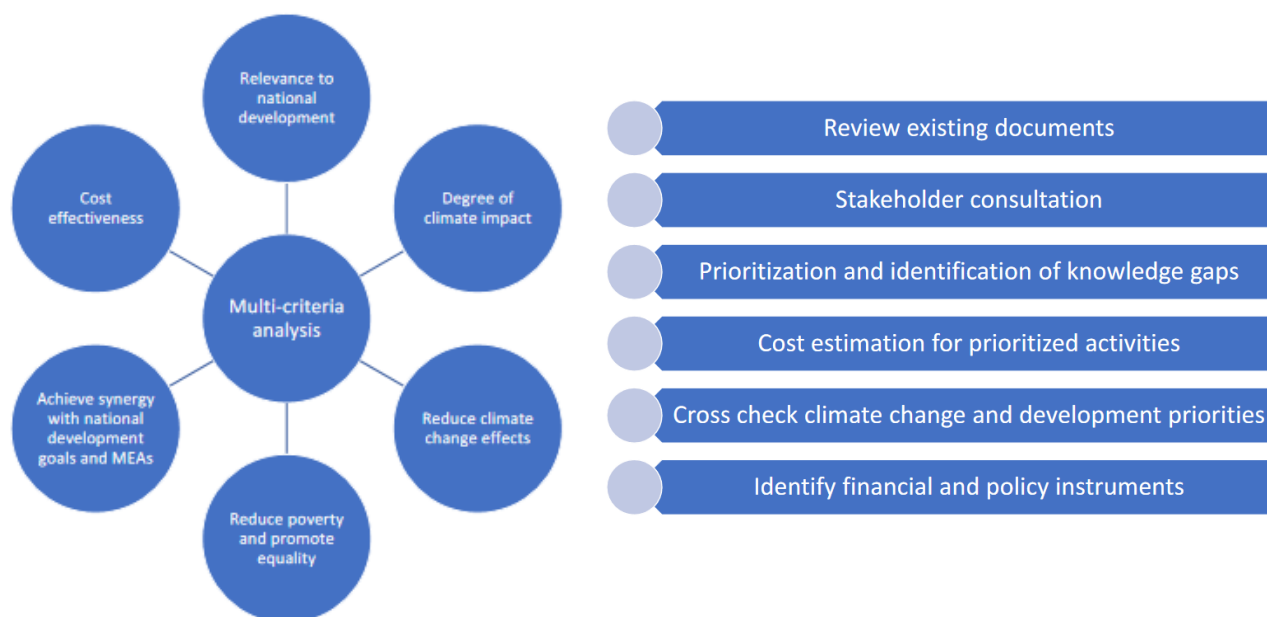 Relevance to
national
development
Degree of
climate impact
Reduce climate
change effects
Reduce poverty
and promote
equality
Achieve synergy
with national
development
goals and MEAs
Cost
effectiveness
Multi-criteria
analysis
Review existing documents
Stakeholder consultation
Prioritization and identification of knowledge gaps
Cost estimation for prioritized activities
Cross check climate change and development priorities
Identify financial and policy instruments